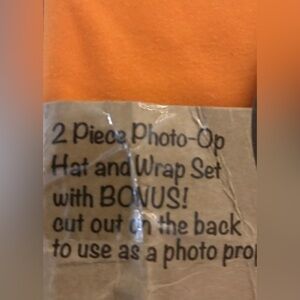 2 Piece Photo-Op
Hat and Wrap Set
with BONUS!
cut out on the back
to use as a photo prop